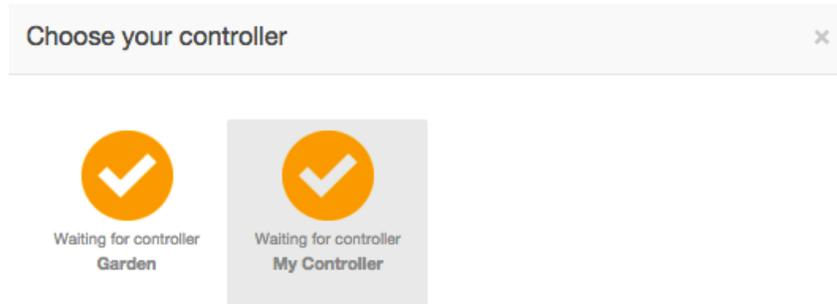 Choose your controller ×
Waiting for controller Waiting for controller
Garden My Controller